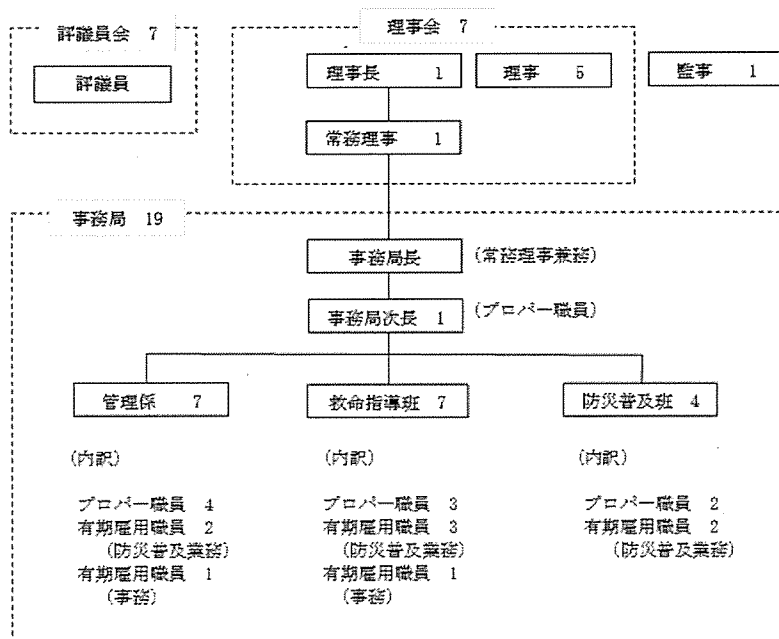 評議員会 7
評議員
理事会 7
理事長 1
理事 5
監事 1
常務理事 1
事務局 19
事務局長
(常務理事兼務)
事務局次長 1
(プロパー職員)
管理係 7
(内訳)
プロパー職員 4
有期雇用職員 2
(防災普及業務)
有期雇用職員 1
(事務)
救命指導班 7
(内訳)
プロパー職員 3
有期雇用職員 3
(防災普及業務)
有期雇用職員 1
(事務)
防災普及班 4
(内訳)
プロパー職員 2
有期雇用職員 2
(防災普及業務)